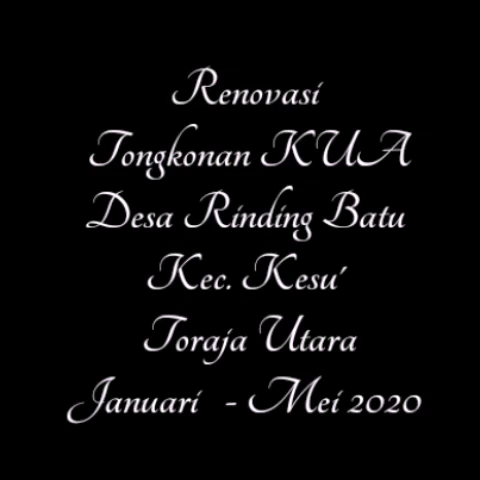 Renovasi
Tongkonan KUA
Desa Rinding Batu
Kec. Kesu'
Toraja Utara
Januari - Mei 2020